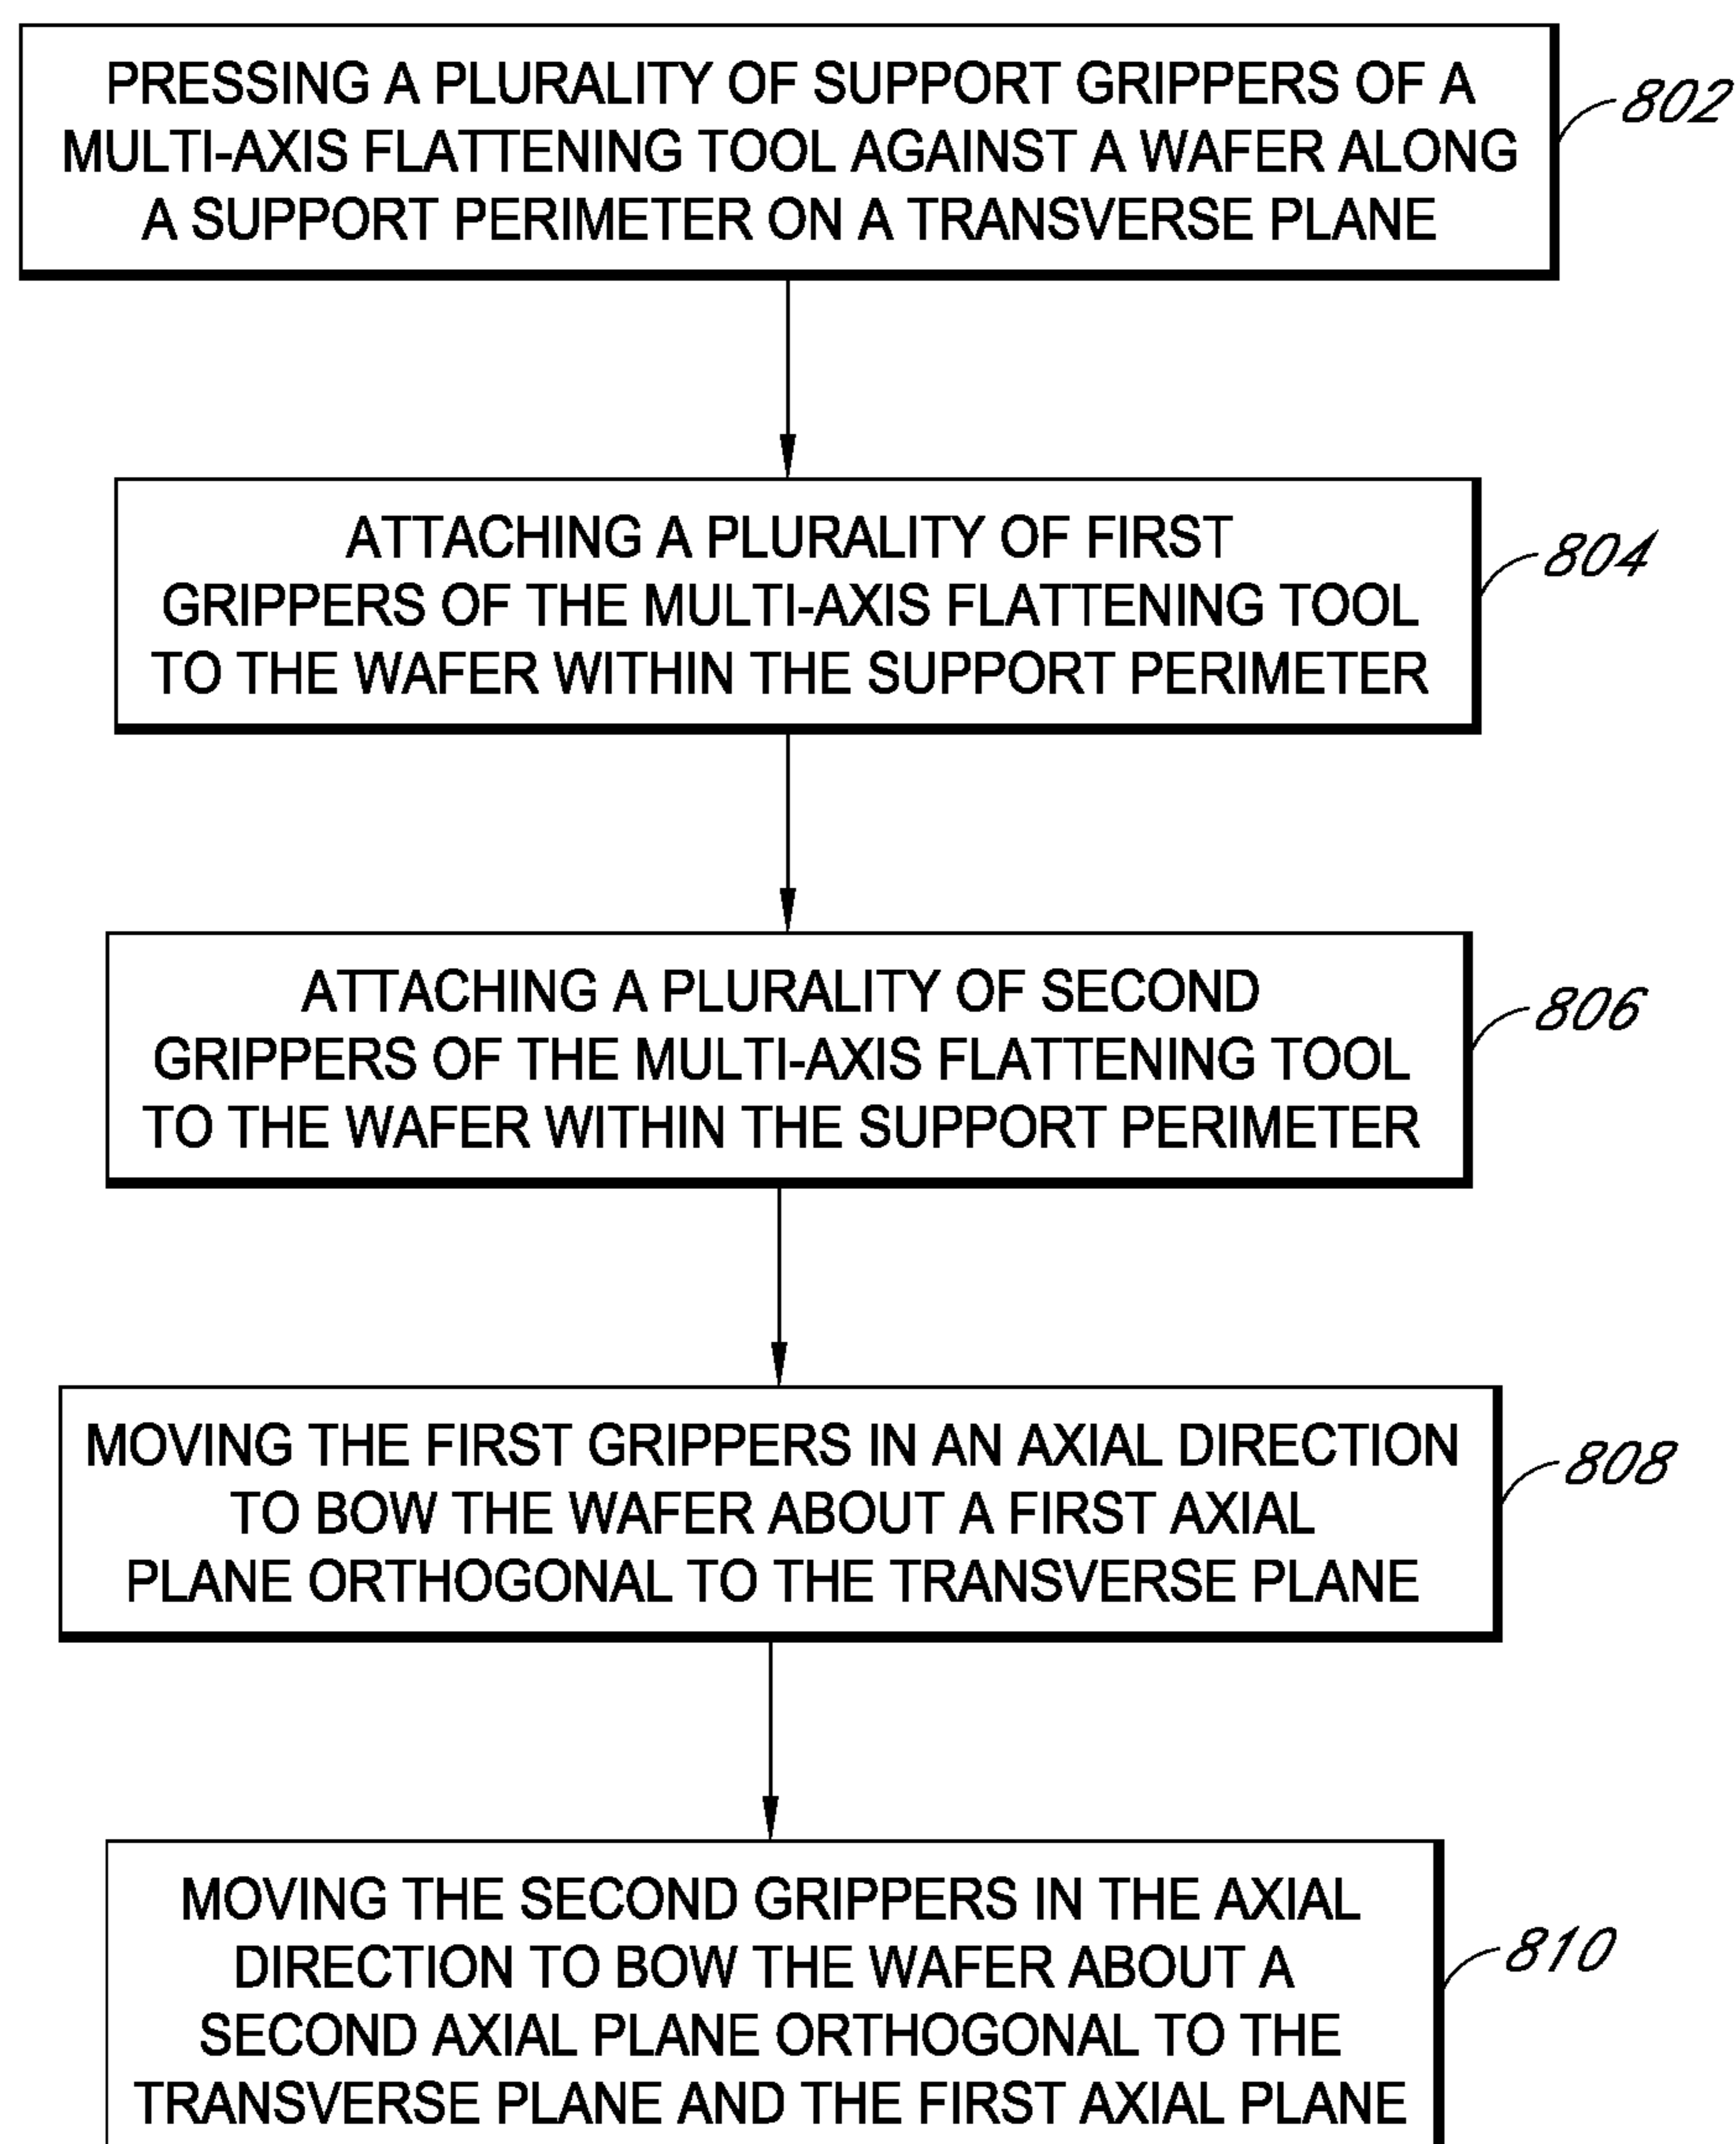 PRESSING A PLURALITY OF SUPPORT GRIPPERS OF A
MULTI-AXIS FLATTENING TOOL AGAINST A WAFER ALONG
A SUPPORT PERIMETER ON A TRANSVERSE PLANE
802
ATTACHING A PLURALITY OF FIRST
GRIPPERS OF THE MULTI-AXIS FLATTENING TOOL
TO THE WAFER WITHIN THE SUPPORT PERIMETER
804
ATTACHING A PLURALITY OF SECOND
GRIPPERS OF THE MULTI-AXIS FLATTENING TOOL
TO THE WAFER WITHIN THE SUPPORT PERIMETER
806
MOVING THE FIRST GRIPPERS IN AN AXIAL DIRECTION
TO BOW THE WAFER ABOUT A FIRST AXIAL
PLANE ORTHOGONAL TO THE TRANSVERSE PLANE
808
MOVING THE SECOND GRIPPERS IN THE AXIAL
DIRECTION TO BOW THE WAFER ABOUT A
SECOND AXIAL PLANE ORTHOGONAL TO THE
TRANSVERSE PLANE AND THE FIRST AXIAL PLANE
810